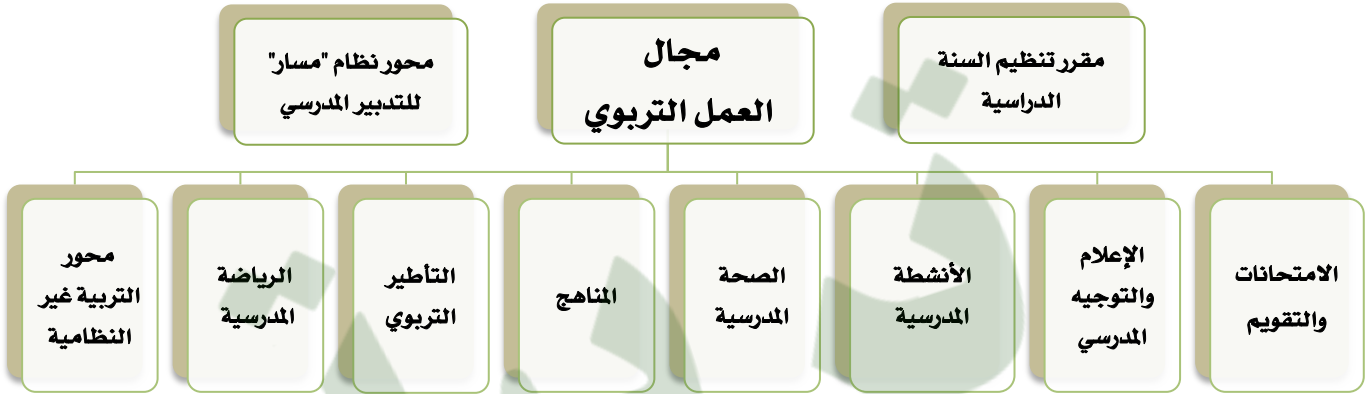 مقرر تنظيم السنة
الدراسية
مجال
العمل التربوي
محور نظام "مسار"
للتدبير المدرسي
الامتحانات
والتقويم
الإعلام
والتوجيه
المدرسي
الأنشطة
المدرسية
الصحة
المدرسية
المناهج
التأطير
التربوي
الرياضة
المدرسية
محور
التربية غير
النظامية